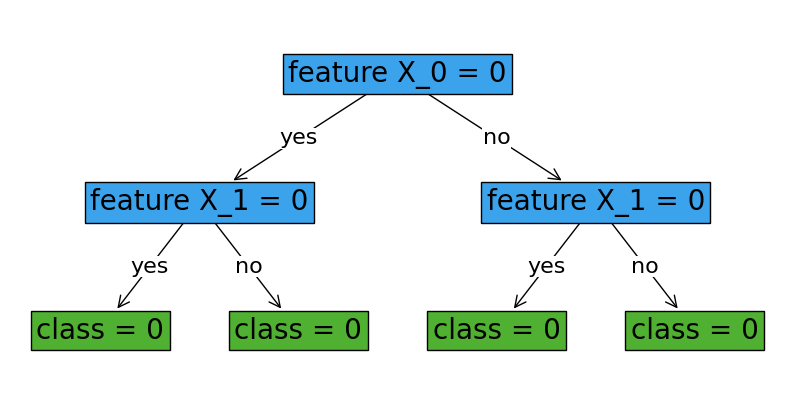 feature X_0 = 0
yes
no
feature X_1 = 0
feature X_1 = 0
yes
no
yes
no
class = 0
class = 0
class = 0
class = 0